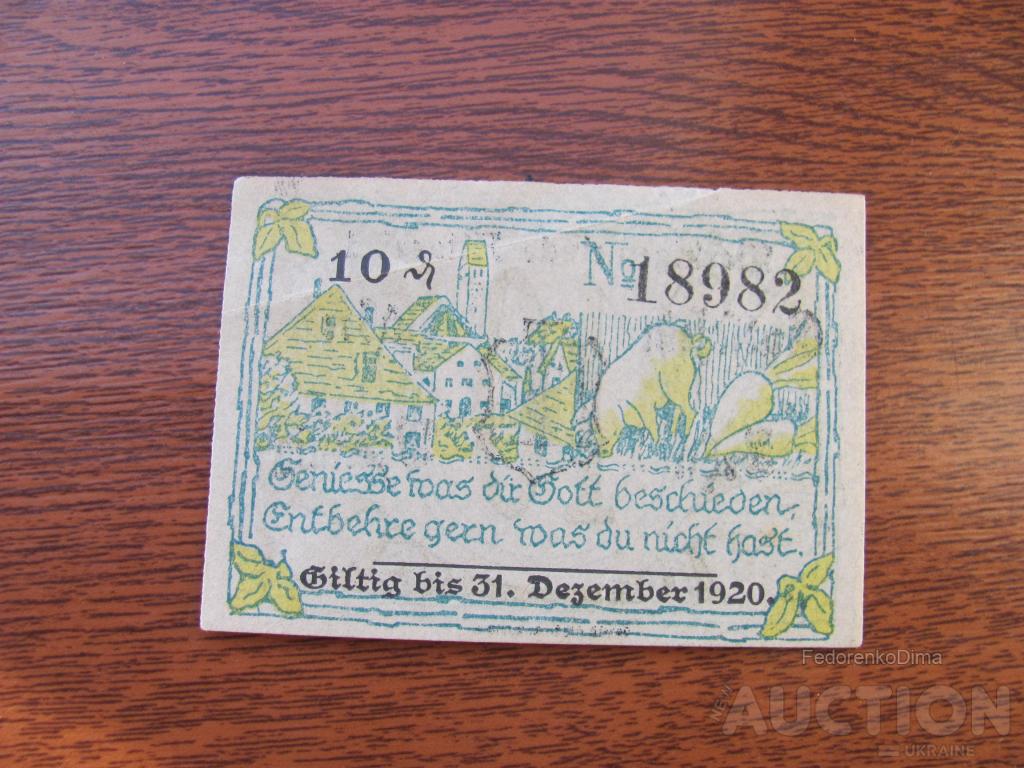 10 ₰
No 18982
Geniesse was dir Gott beschieden,
Entbehre gern was du nicht hast.
Giltig bis 31. Dezember 1920.
FedorenkoDima
NEW AUCTION
UKRAINE